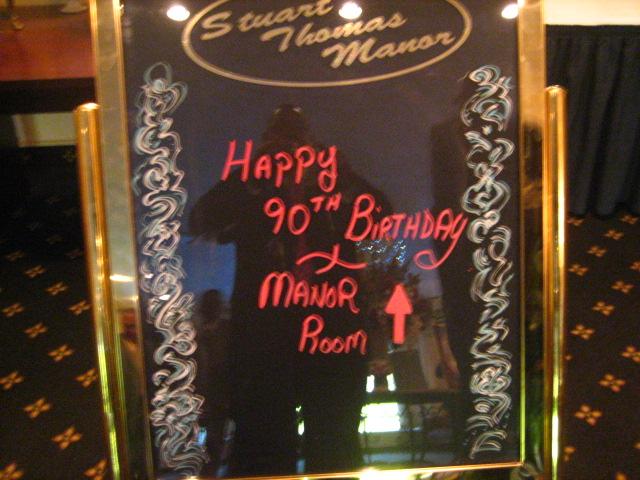 Stuart
Thomas
Manor
HAPPY
90TH BIRTHDAY
MANOR
ROOM